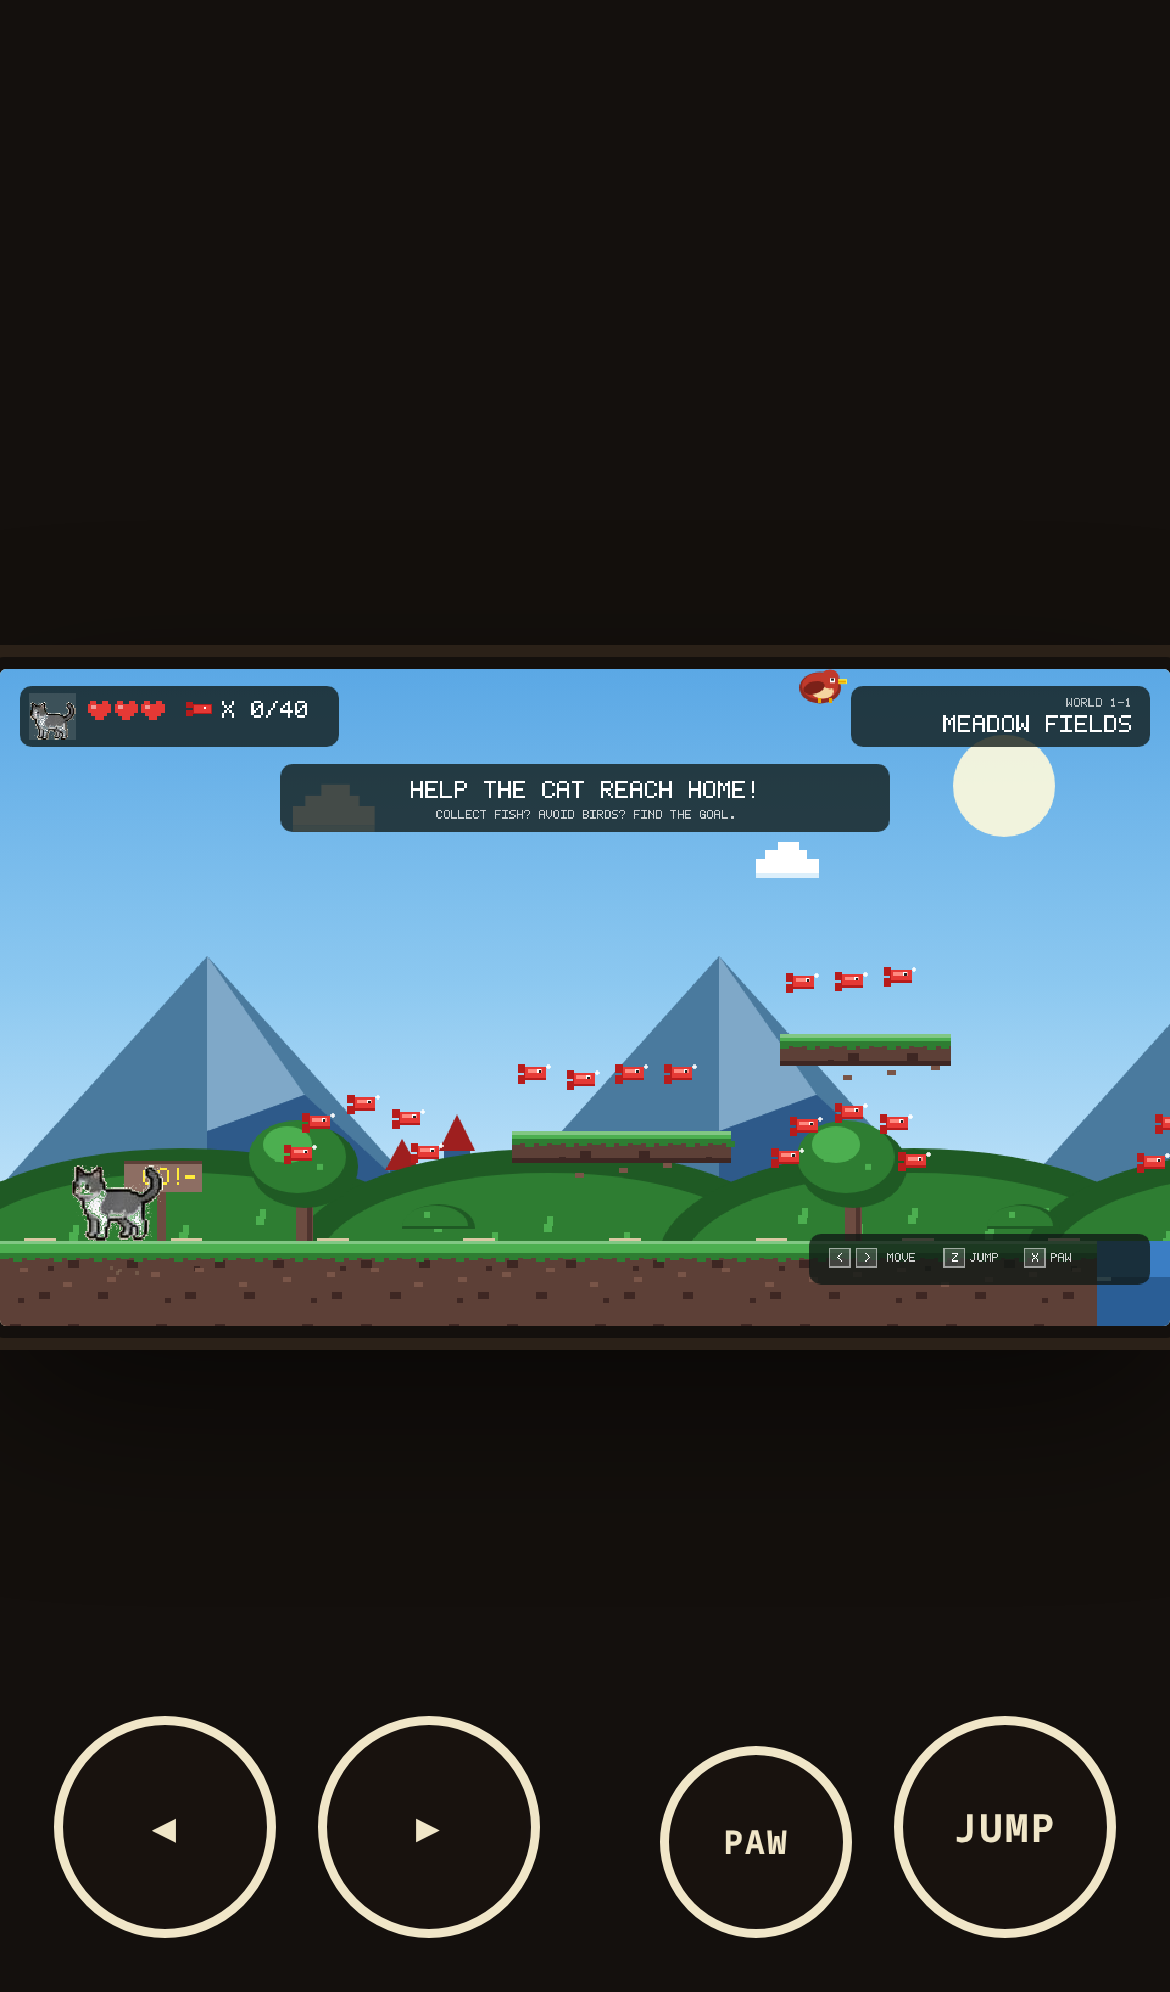 X 0/40
WORLD 1-1
MEADOW FIELDS
HELP THE CAT REACH HOME!
COLLECT FISH? AVOID BIRDS? FIND THE GOAL.
< > MOVE Z JUMP X PAW
◀ ▶ PAW JUMP